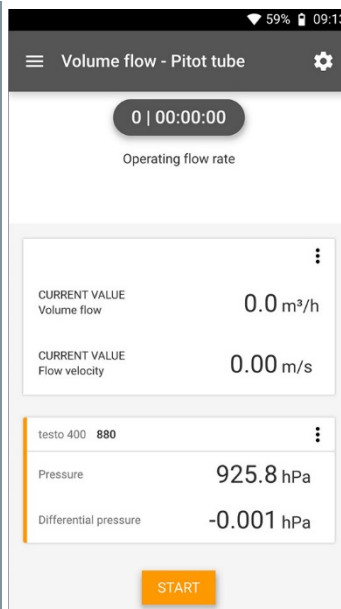 59% 09:13
Volume flow - Pitot tube
0 | 00:00:00
Operating flow rate
CURRENT VALUE
Volume flow
0.0 m³/h
CURRENT VALUE
Flow velocity
0.00 m/s
testo 400 880
Pressure 925.8 hPa
Differential pressure -0.001 hPa
START